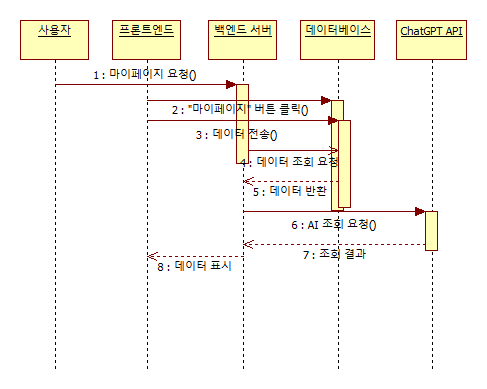 사용자
프론트엔드
백엔드 서버
데이터베이스
ChatGPT API
1 : 마이페이지 요청()
2 : "마이페이지" 버튼 클릭()
3 : 데이터 전송()
4 : 데이터 조회 요청
5 : 데이터 반환
6 : AI 조회 요청()
7 : 조회 결과
8 : 데이터 표시